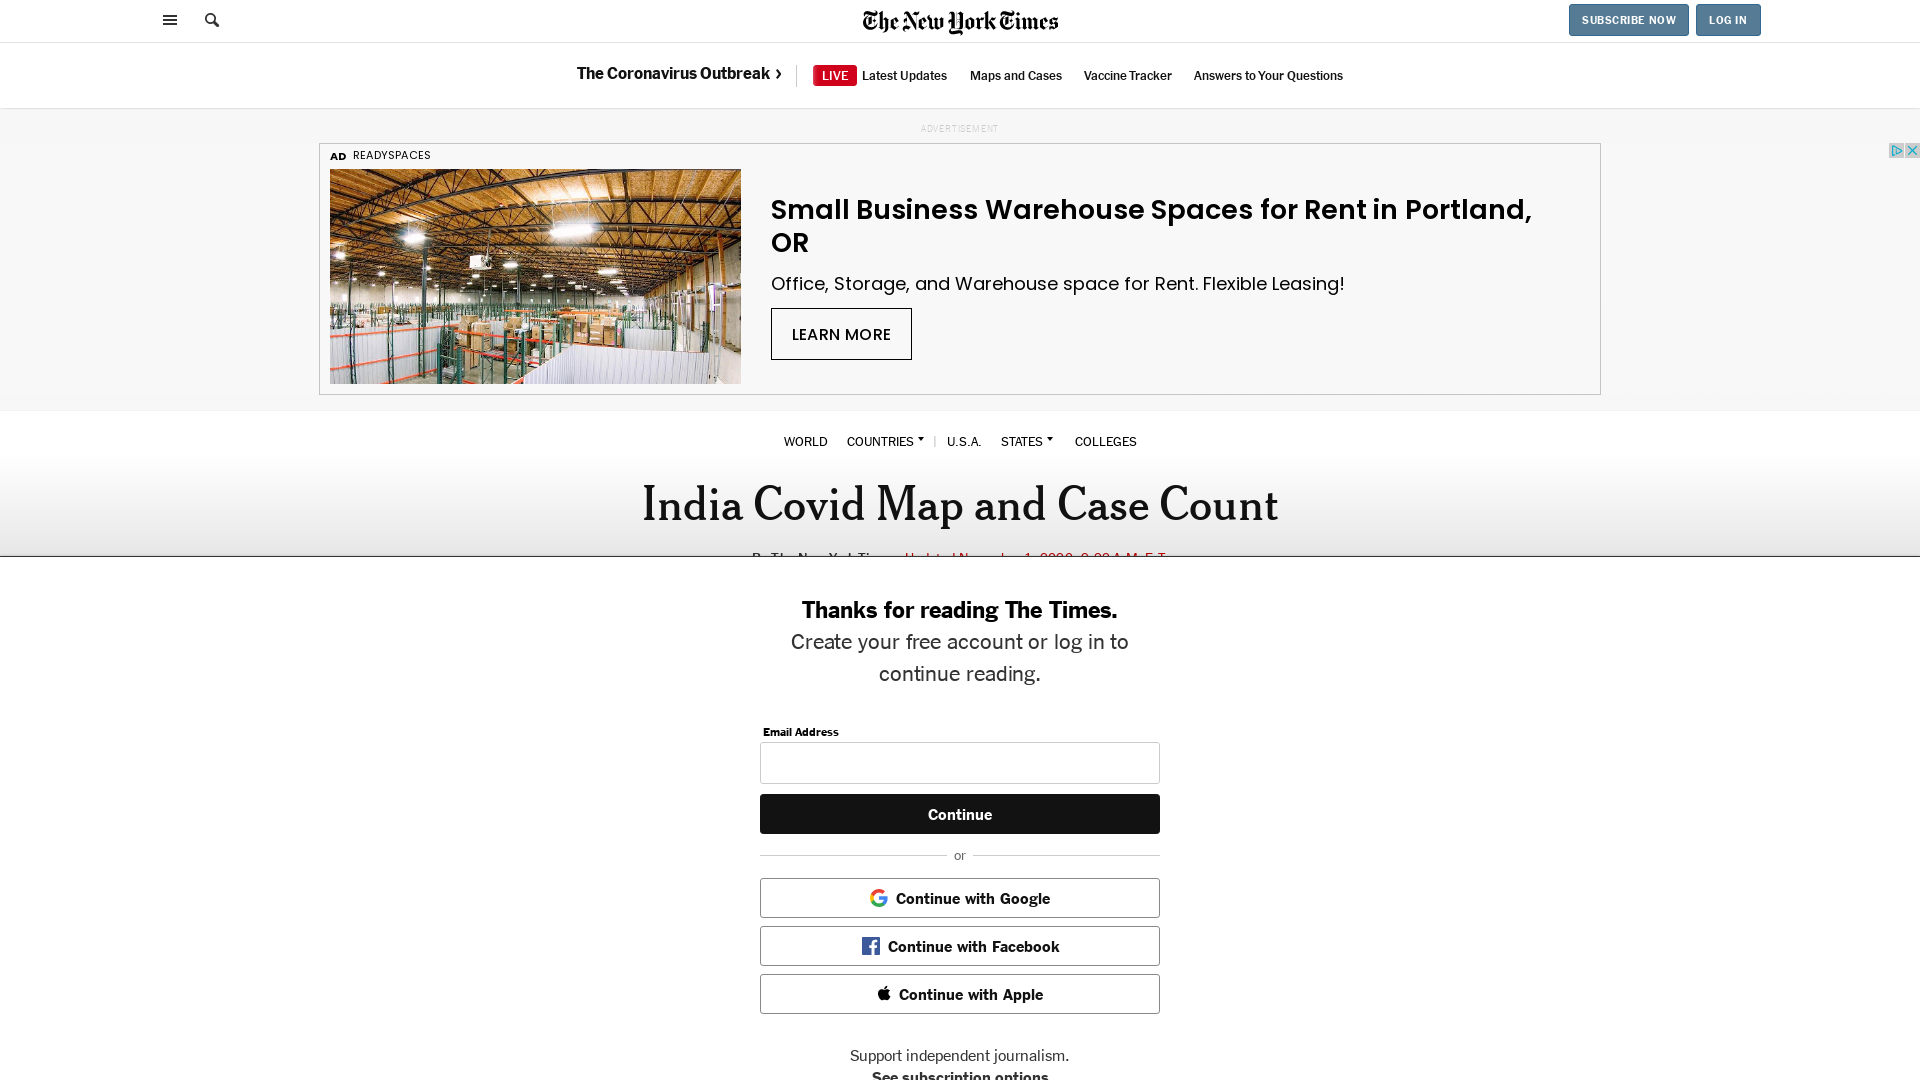 The New York Times
SUBSCRIBE NOW
LOG IN
The Coronavirus Outbreak ›
LIVE Latest Updates
Maps and Cases
Vaccine Tracker
Answers to Your Questions
ADVERTISEMENT
AD READYSPACES
Small Business Warehouse Spaces for Rent in Portland,
OR
Office, Storage, and Warehouse space for Rent. Flexible Leasing!
LEARN MORE
WORLD COUNTRIES | U.S.A. STATES COLLEGES
India Covid Map and Case Count
Thanks for reading The Times.
Create your free account or log in to
continue reading.
Email Address
Continue
or
Continue with Google
Continue with Facebook
Continue with Apple
Support independent journalism.
See subscription options